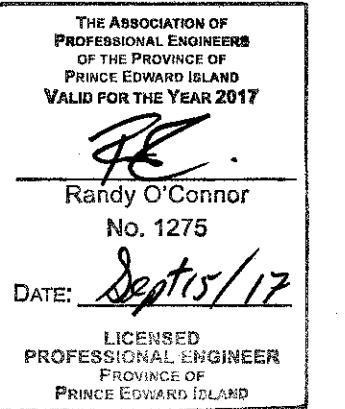 THE ASSOCIATION OF
PROFESSIONAL ENGINEERS
OF THE PROVINCE OF
PRINCE EDWARD ISLAND
VALID FOR THE YEAR 2017
Randy O'Connor
No. 1275
DATE: Sept 15/17
LICENSED
PROFESSIONAL ENGINEER
PROVINCE OF
PRINCE EDWARD ISLAND